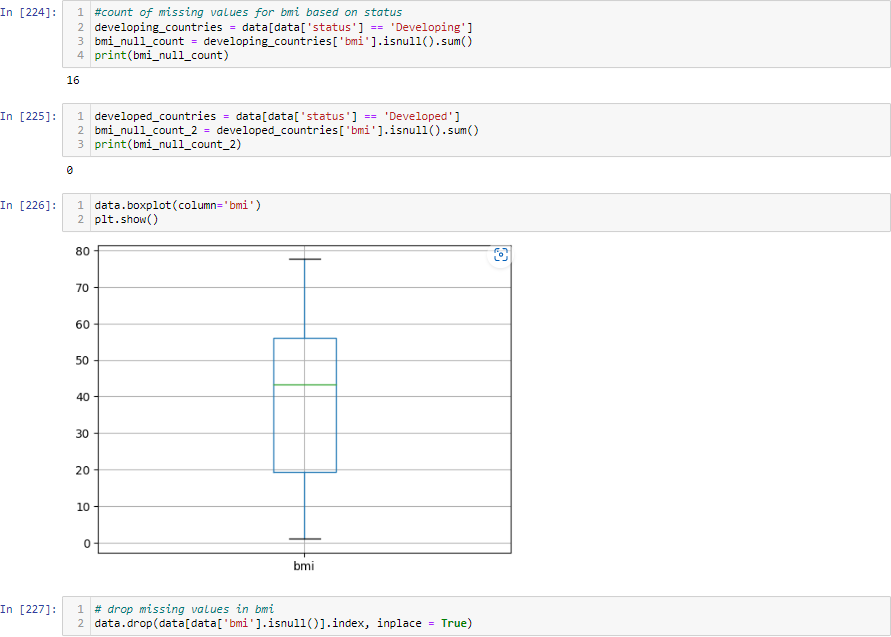 In [224]:
1 #count of missing values for bmi based on status
2 developing_countries = data[data['status'] == 'Developing']
3 bmi_null_count = developing_countries['bmi'].isnull().sum()
4 print(bmi_null_count)
16
In [225]:
1 developed_countries = data[data['status'] == 'Developed']
2 bmi_null_count_2 = developed_countries['bmi'].isnull().sum()
3 print(bmi_null_count_2)
0
In [226]:
1 data.boxplot(column='bmi')
2 plt.show()
80
70
60
50
40
30
20
10
0
bmi
In [227]:
1 # drop missing values in bmi
2 data.drop(data[data['bmi'].isnull()].index, inplace = True)